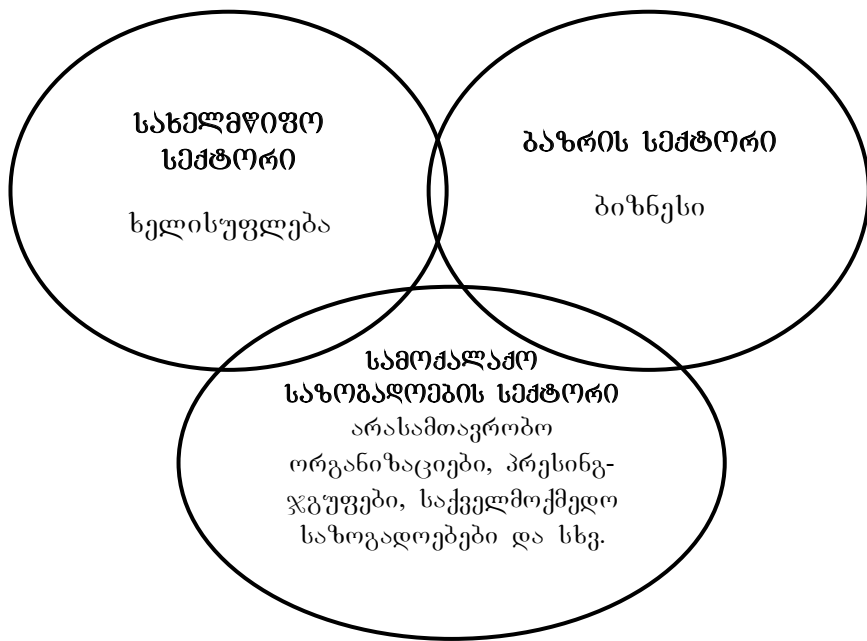 სახელმწიფო
სექტორი
ხელისუფლება
ბაზრის სექტორი
ბიზნესი
სამოქალაქო
საზოგადოების სექტორი
არასამთავრობო
ორგანიზაციები, პრესინგ-
ჯგუფები, საქველმოქმედო
საზოგადოებები და სხვ.